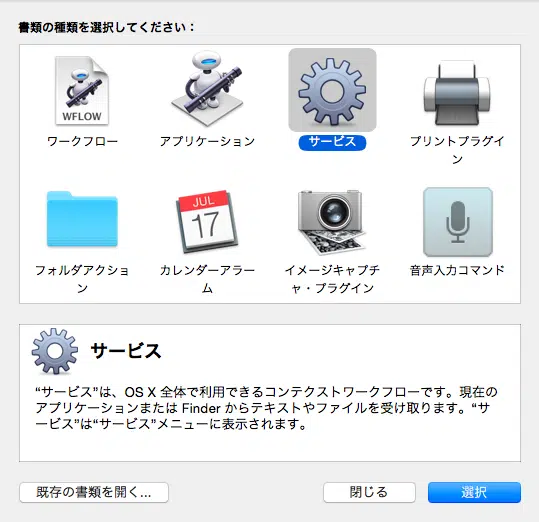 書類の種類を選択してください：
WFLOW
ワークフロー
アプリケーション
サービス
プリントプラグイ
ン
JUL
17
フォルダアクショ
ン
カレンダーアラー
ム
イメージキャプチ
ャ・プラグイン
音声入力コマンド
サービス
“サービス”は、OS X 全体で利用できるコンテクストワークフローです。現在の
アプリケーションまたは Finder からテキストやファイルを受け取ります。“サ
ービス”は“サービス”メニューに表示されます。
既存の書類を開く...
閉じる
選択